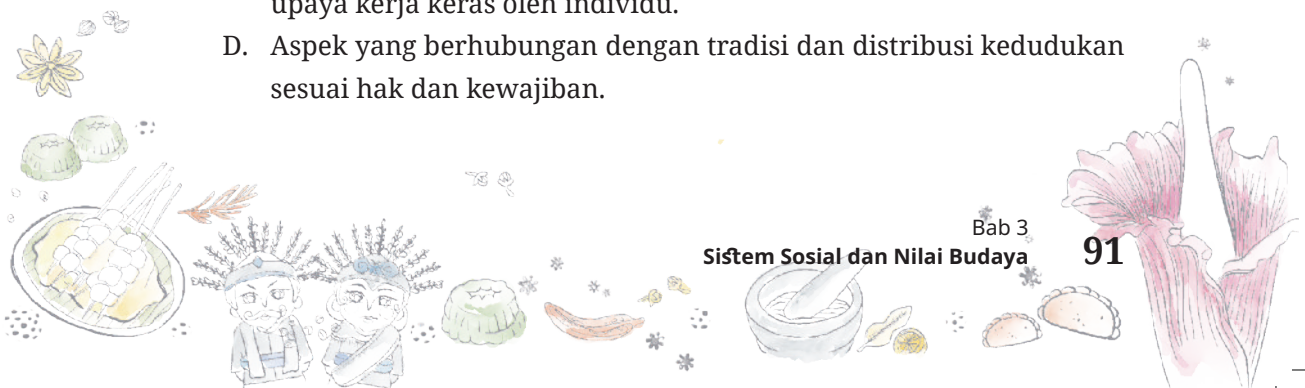 upaya kerja keras oleh individu.
D. Aspek yang berhubungan dengan tradisi dan distribusi kedudukan
sesuai hak dan kewajiban.
Bab 3
Sistem Sosial dan Nilai Budaya
91